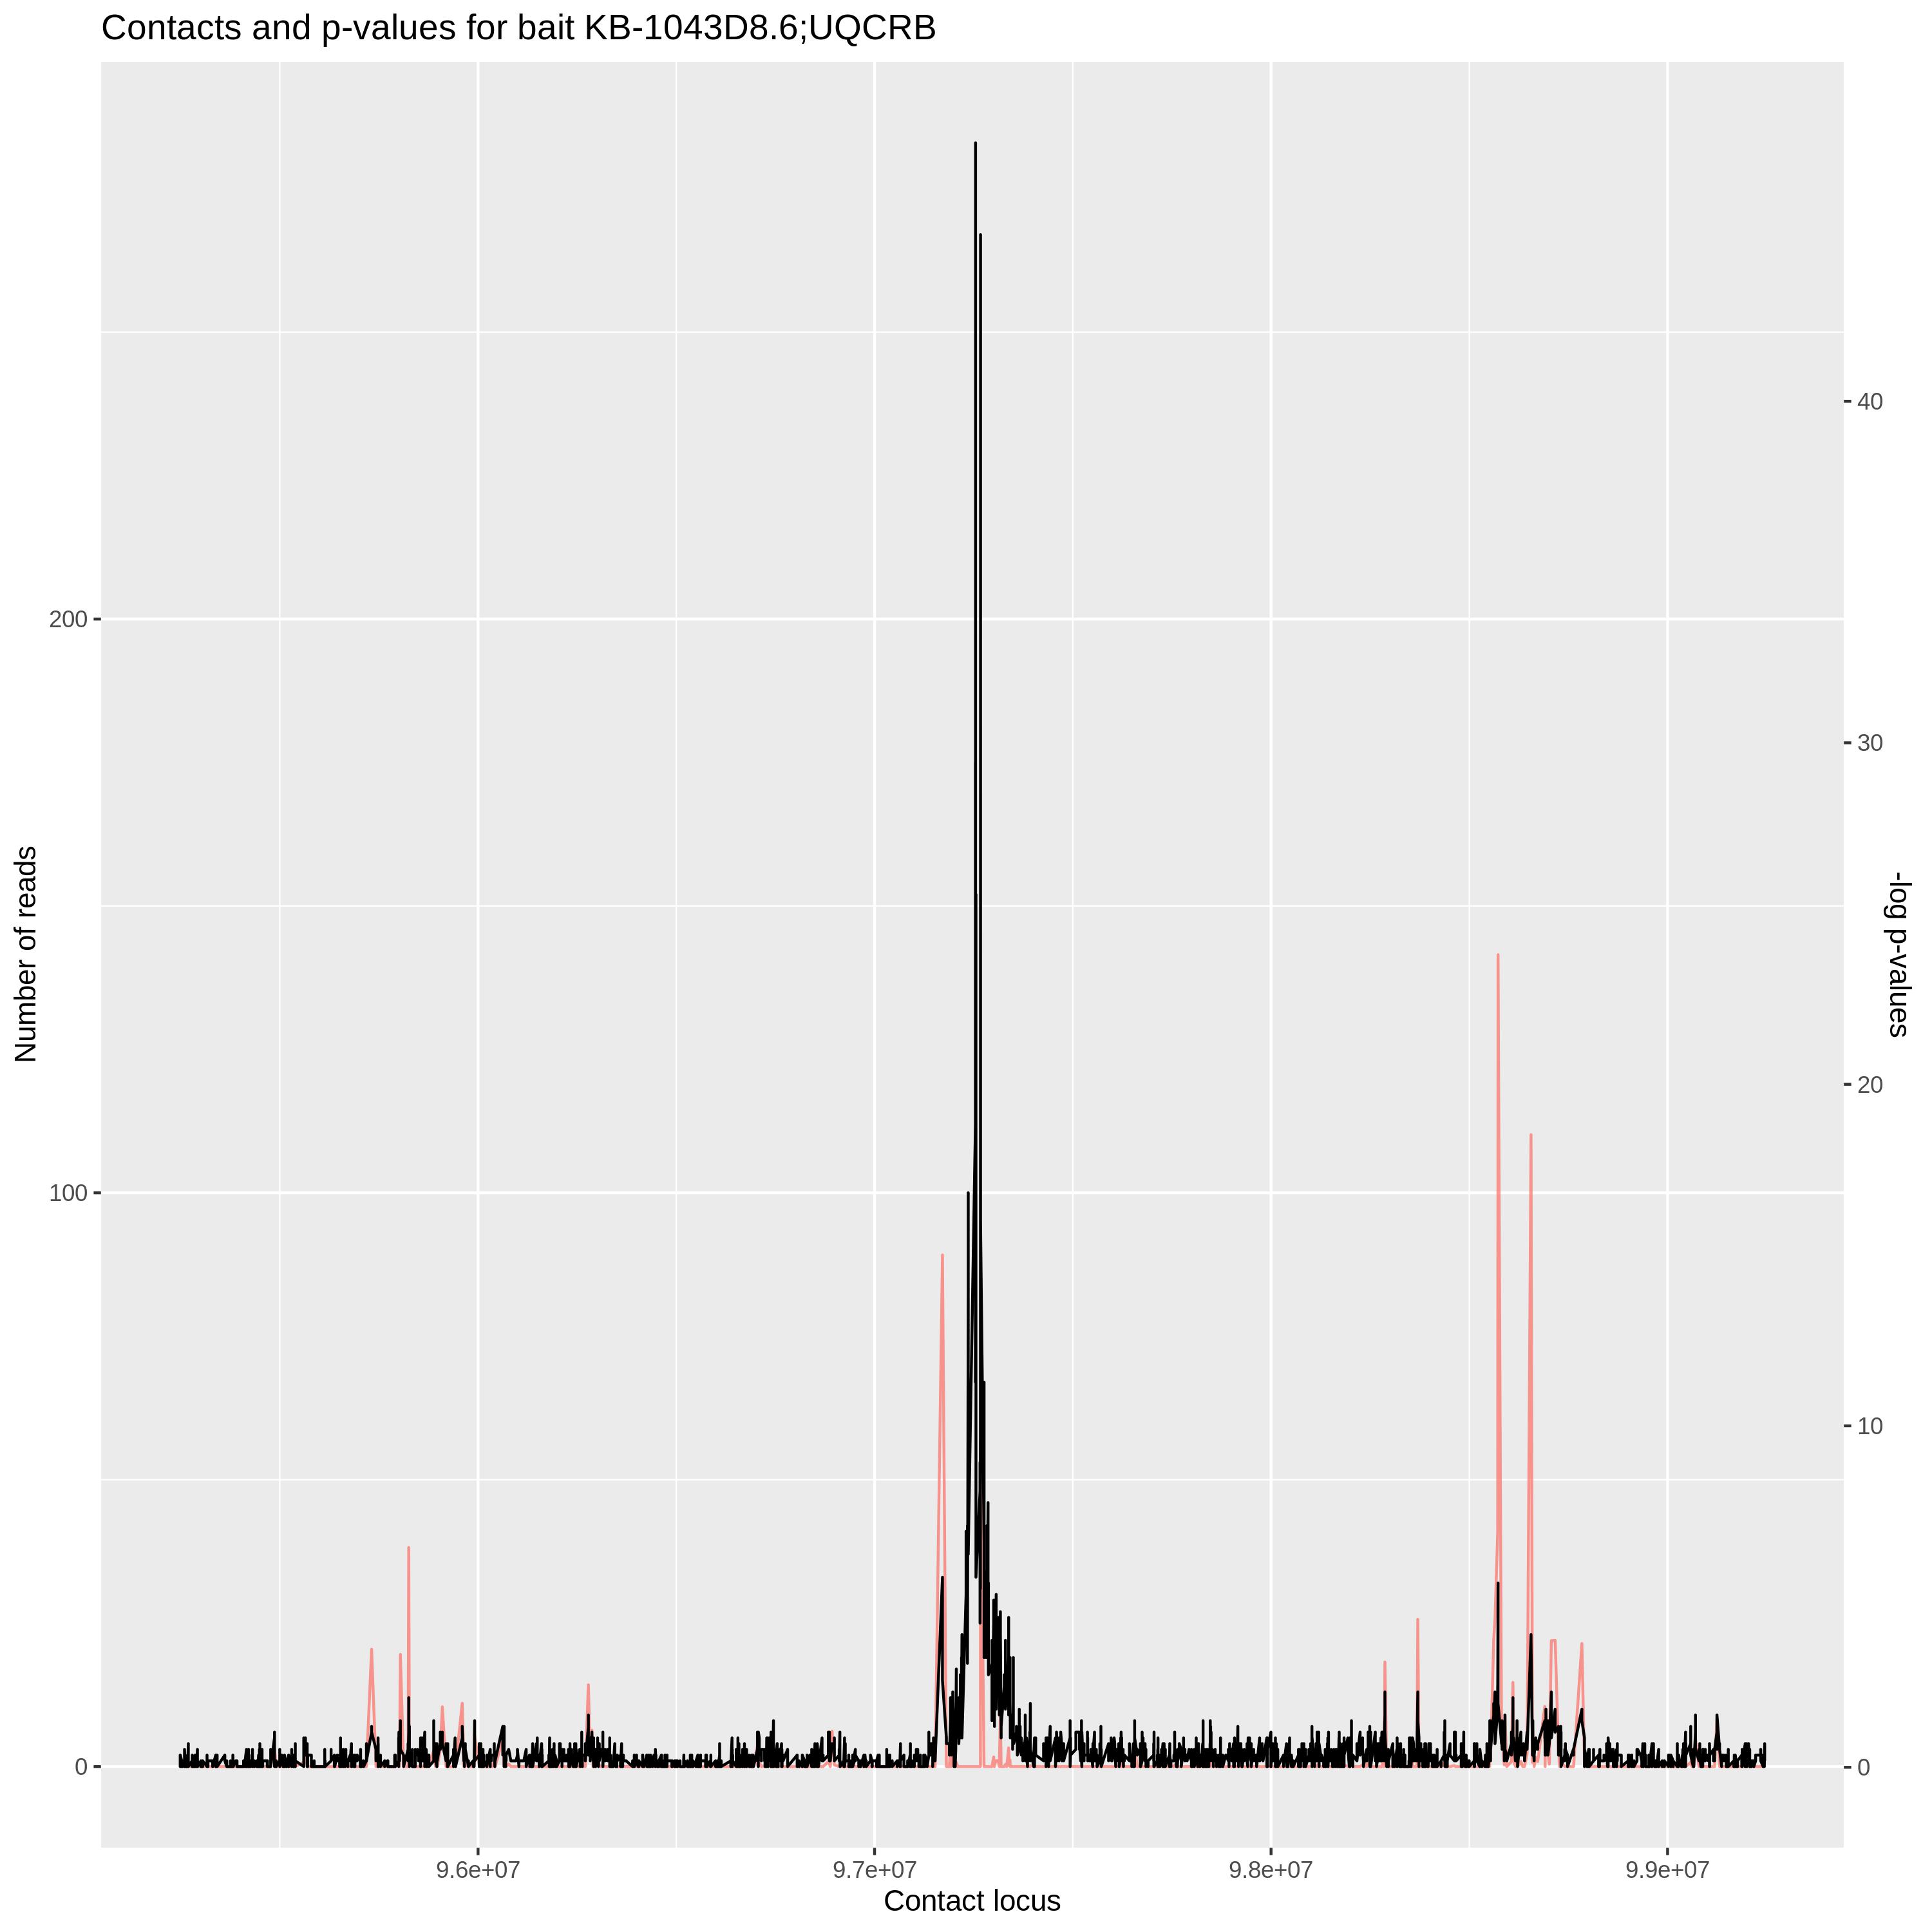 Contacts and p-values for bait KB-1043D8.6;UQCRB
Number of reads
200
100
0
40
30
20
10
0
-log p-values
9.6e+07
9.7e+07
9.8e+07
9.9e+07
Contact locus